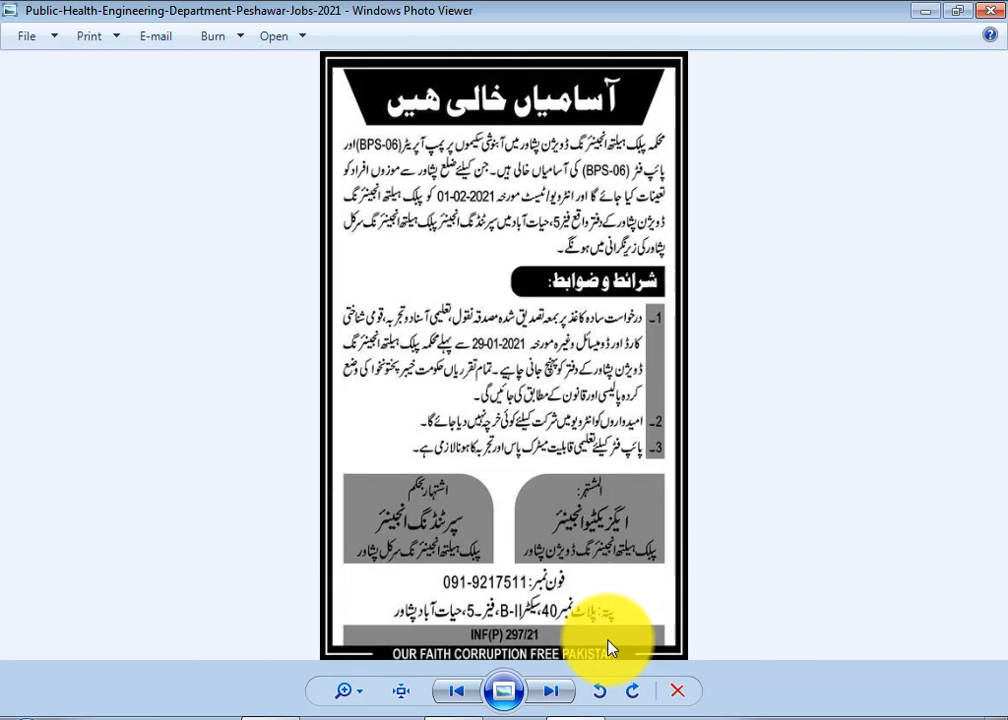 Public-Health-Engineering-Department-Peshawar-Jobs-2021 - Windows Photo Viewer
File Print E-mail Burn Open
آسامیاں خالی ھیں
محکمہ پبلک ہیلتھ انجینئرنگ ڈویژن پشاور میں آبنوشی سکیموں پر پمپ آپریٹر (BPS-06) اور
پائپ فٹر (BPS-06) کی آسامیاں خالی ہیں۔ جن کیلئے ضلع پشاور سے موزوں افراد کو
تعینات کیا جائے گا اور انٹرویو/ٹیسٹ مورخہ 2021-02-01 کو پبلک ہیلتھ انجینئرنگ
ڈویژن پشاور کے دفتر واقع فیز 5، حیات آباد میں سپرنٹنڈنگ انجینئر پبلک ہیلتھ انجینئرنگ سرکل
پشاور کی زیرنگرانی میں ہونگے۔
شرائط و ضوابط:
1۔ درخواست سادہ کاغذ پر بمعہ تصدیق شدہ مصدقہ نقول، تعلیمی آسناد و تجربہ، قومی شناختی
کارڈ اور ڈومیسائل وغیرہ مورخہ 2021-01-29 سے پہلے محکمہ پبلک ہیلتھ انجینئرنگ
ڈویژن پشاور کے دفتر کو پہنچ جانی چاہیے۔ تمام تقرریاں حکومت خیبر پختونخوا کی وضع
کردہ پالیسی اور قانون کے مطابق کی جائیں گی۔
2۔ امیدواروں کو انٹرویو میں شرکت کیلئے کوئی خرچہ نہیں دیا جائے گا۔
3۔ پائپ فٹر کیلئے تعلیمی قابلیت میٹرک پاس اور تجربہ کا ہونا لازمی ہے۔
المشتہر:
ایگزیکٹیو انجینئر
پبلک ہیلتھ انجینئرنگ ڈویژن پشاور
اشتہار بحکم
سپرنٹنڈنگ انجینئر
پبلک ہیلتھ انجینئرنگ سرکل پشاور
فون نمبر: 091-9217511
پتہ: پلاٹ نمبر 40، سیکٹر B-II، فیز۔5، حیات آباد پشاور
INF(P) 297/21
OUR FAITH CORRUPTION FREE PAKISTAN